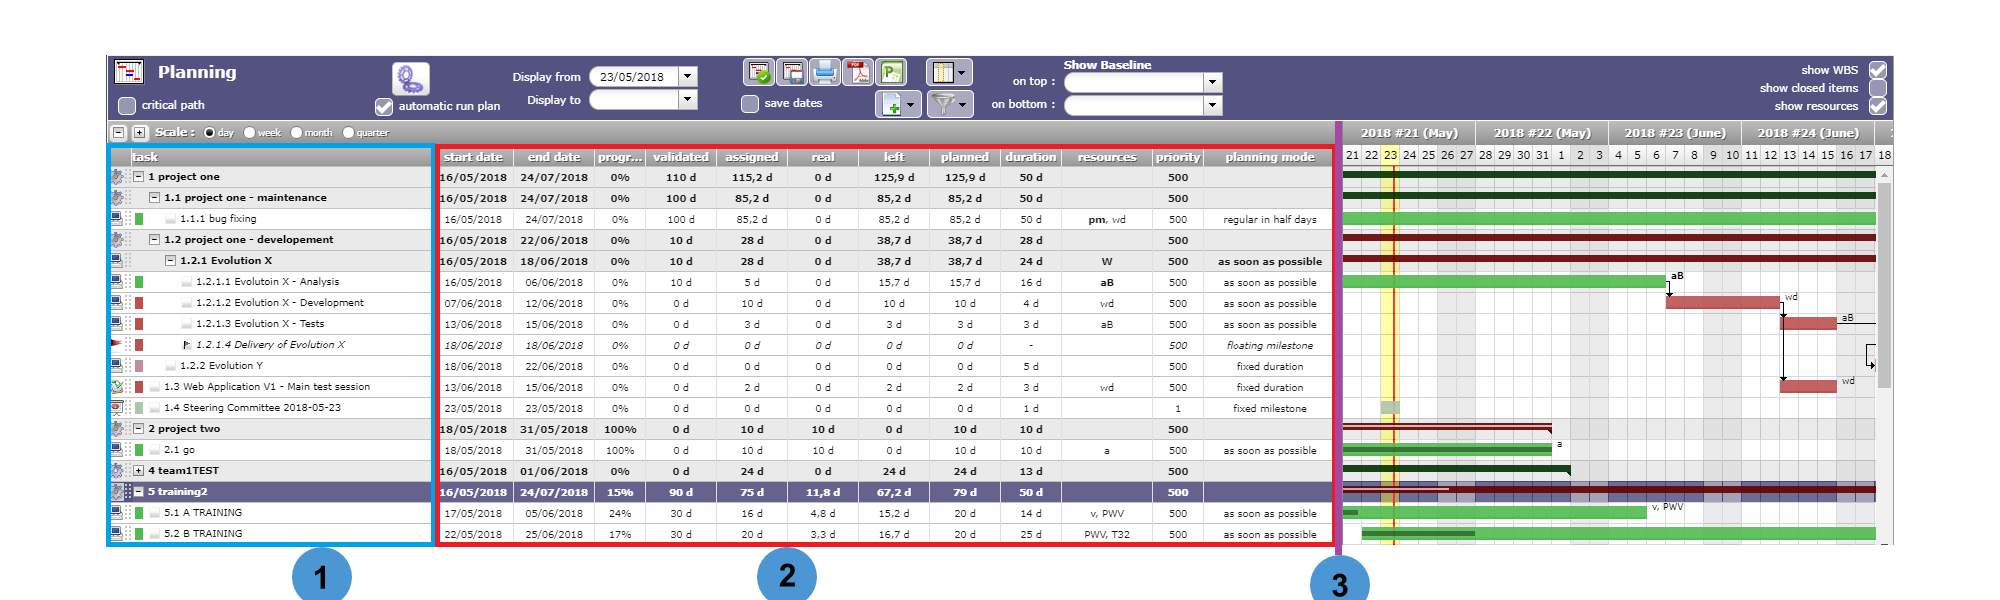 Planning
critical path
automatic run plan
Display from 23/05/2018
Display to
save dates
Show Baseline
on top :
on bottom :
show WBS
show closed items
show resources
Scale : day week month quarter
2018 #21 (May) 2018 #22 (May) 2018 #23 (June) 2018 #24 (June)
task start date end date progr... validated assigned real left planned duration resources priority planning mode
21 22 23 24 25 26 27 28 29 30 31 1 2 3 4 5 6 7 8 9 10 11 12 13 14 15 16 17 18
1 project one 16/05/2018 24/07/2018 0% 110 d 115,2 d 0 d 125,9 d 125,9 d 50 d 500
1.1 project one - maintenance 16/05/2018 24/07/2018 0% 100 d 85,2 d 0 d 85,2 d 85,2 d 50 d 500
1.1.1 bug fixing 16/05/2018 24/07/2018 0% 100 d 85,2 d 0 d 85,2 d 85,2 d 50 d pm, wd 500 regular in half days
1.2 project one - developement 16/05/2018 22/06/2018 0% 10 d 28 d 0 d 38,7 d 38,7 d 28 d 500
1.2.1 Evolution X 16/05/2018 18/06/2018 0% 10 d 28 d 0 d 38,7 d 38,7 d 24 d W 500 as soon as possible
1.2.1.1 Evolutoin X - Analysis 16/05/2018 06/06/2018 0% 10 d 5 d 0 d 15,7 d 15,7 d 16 d aB 500 as soon as possible aB
1.2.1.2 Evolution X - Development 07/06/2018 12/06/2018 0% 0 d 10 d 0 d 10 d 10 d 4 d wd 500 as soon as possible wd
1.2.1.3 Evolution X - Tests 13/06/2018 15/06/2018 0% 0 d 3 d 0 d 3 d 3 d 3 d aB 500 as soon as possible aB
1.2.1.4 Delivery of Evolution X 18/06/2018 18/06/2018 0% 0 d 0 d 0 d 0 d 0 d - 500 floating milestone
1.2.2 Evolution Y 18/06/2018 22/06/2018 0% 0 d 0 d 0 d 0 d 0 d 5 d 500 fixed duration
1.3 Web Application V1 - Main test session 13/06/2018 15/06/2018 0% 0 d 2 d 0 d 2 d 2 d 3 d wd 500 fixed duration wd
1.4 Steering Committee 2018-05-23 23/05/2018 23/05/2018 0% 0 d 0 d 0 d 0 d 0 d 1 d 1 fixed milestone
2 project two 18/05/2018 31/05/2018 100% 0 d 10 d 10 d 0 d 10 d 10 d 500
2.1 go 18/05/2018 31/05/2018 100% 0 d 10 d 10 d 0 d 10 d 10 d a 500 as soon as possible a
4 team1TEST 16/05/2018 01/06/2018 0% 0 d 24 d 0 d 24 d 24 d 13 d 500
5 training2 16/05/2018 24/07/2018 15% 90 d 75 d 11,8 d 67,2 d 79 d 50 d 500
5.1 A TRAINING 17/05/2018 05/06/2018 24% 30 d 16 d 4,8 d 15,2 d 20 d 14 d v, PWV 500 as soon as possible v, PWV
5.2 B TRAINING 22/05/2018 25/06/2018 17% 30 d 20 d 3,3 d 16,7 d 20 d 25 d PWV, T32 500 as soon as possible
1 2 3